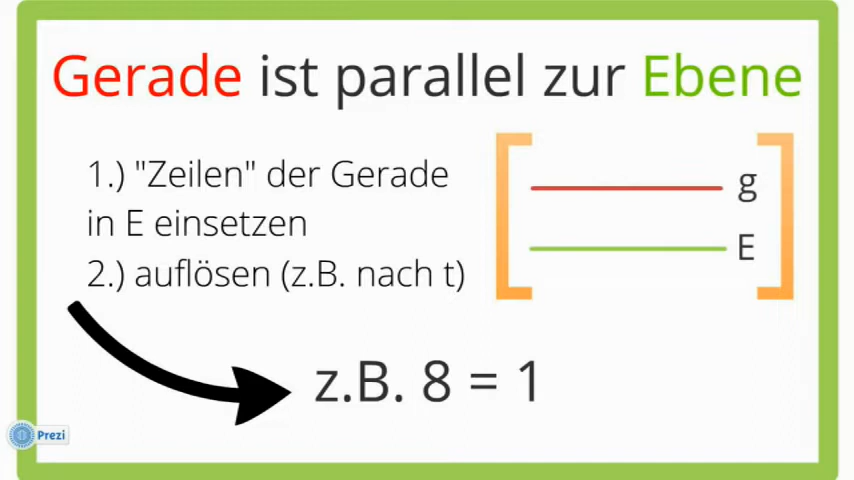 Gerade ist parallel zur Ebene
1.) "Zeilen" der Gerade
in E einsetzen
2.) auflösen (z.B. nach t)
g
E
z.B. 8 = 1
Prezi